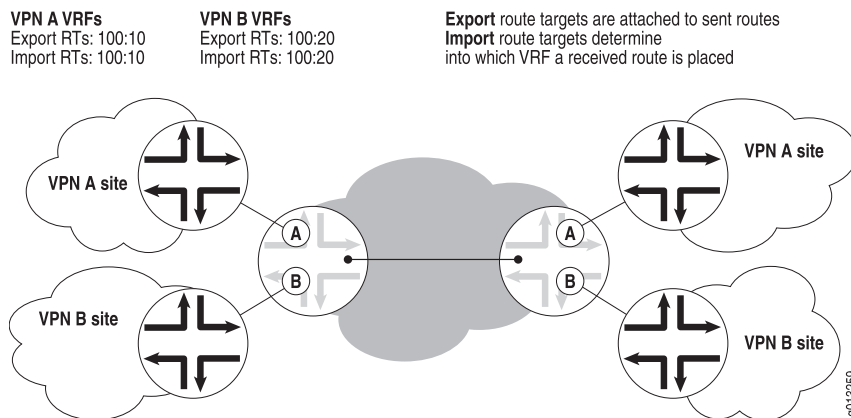 VPN A VRFs
Export RTs: 100:10
Import RTs: 100:10
VPN B VRFs
Export RTs: 100:20
Import RTs: 100:20
Export route targets are attached to sent routes
Import route targets determine
into which VRF a received route is placed
VPN A site
A
A
VPN A site
B
B
VPN B site
VPN B site
g013259